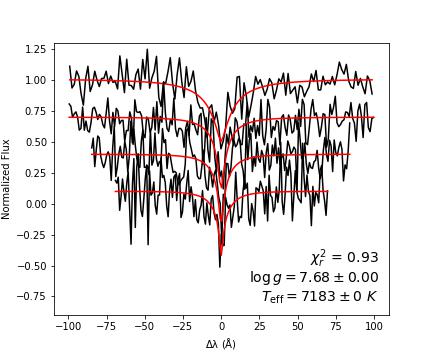 Normalized Flux
1.25
1.00
0.75
0.50
0.25
0.00
−0.25
−0.50
−0.75
χ²ᵣ = 0.93
log g = 7.68 ± 0.00
T_eff = 7183 ± 0 K
−100 −75 −50 −25 0 25 50 75 100
Δλ (Å)